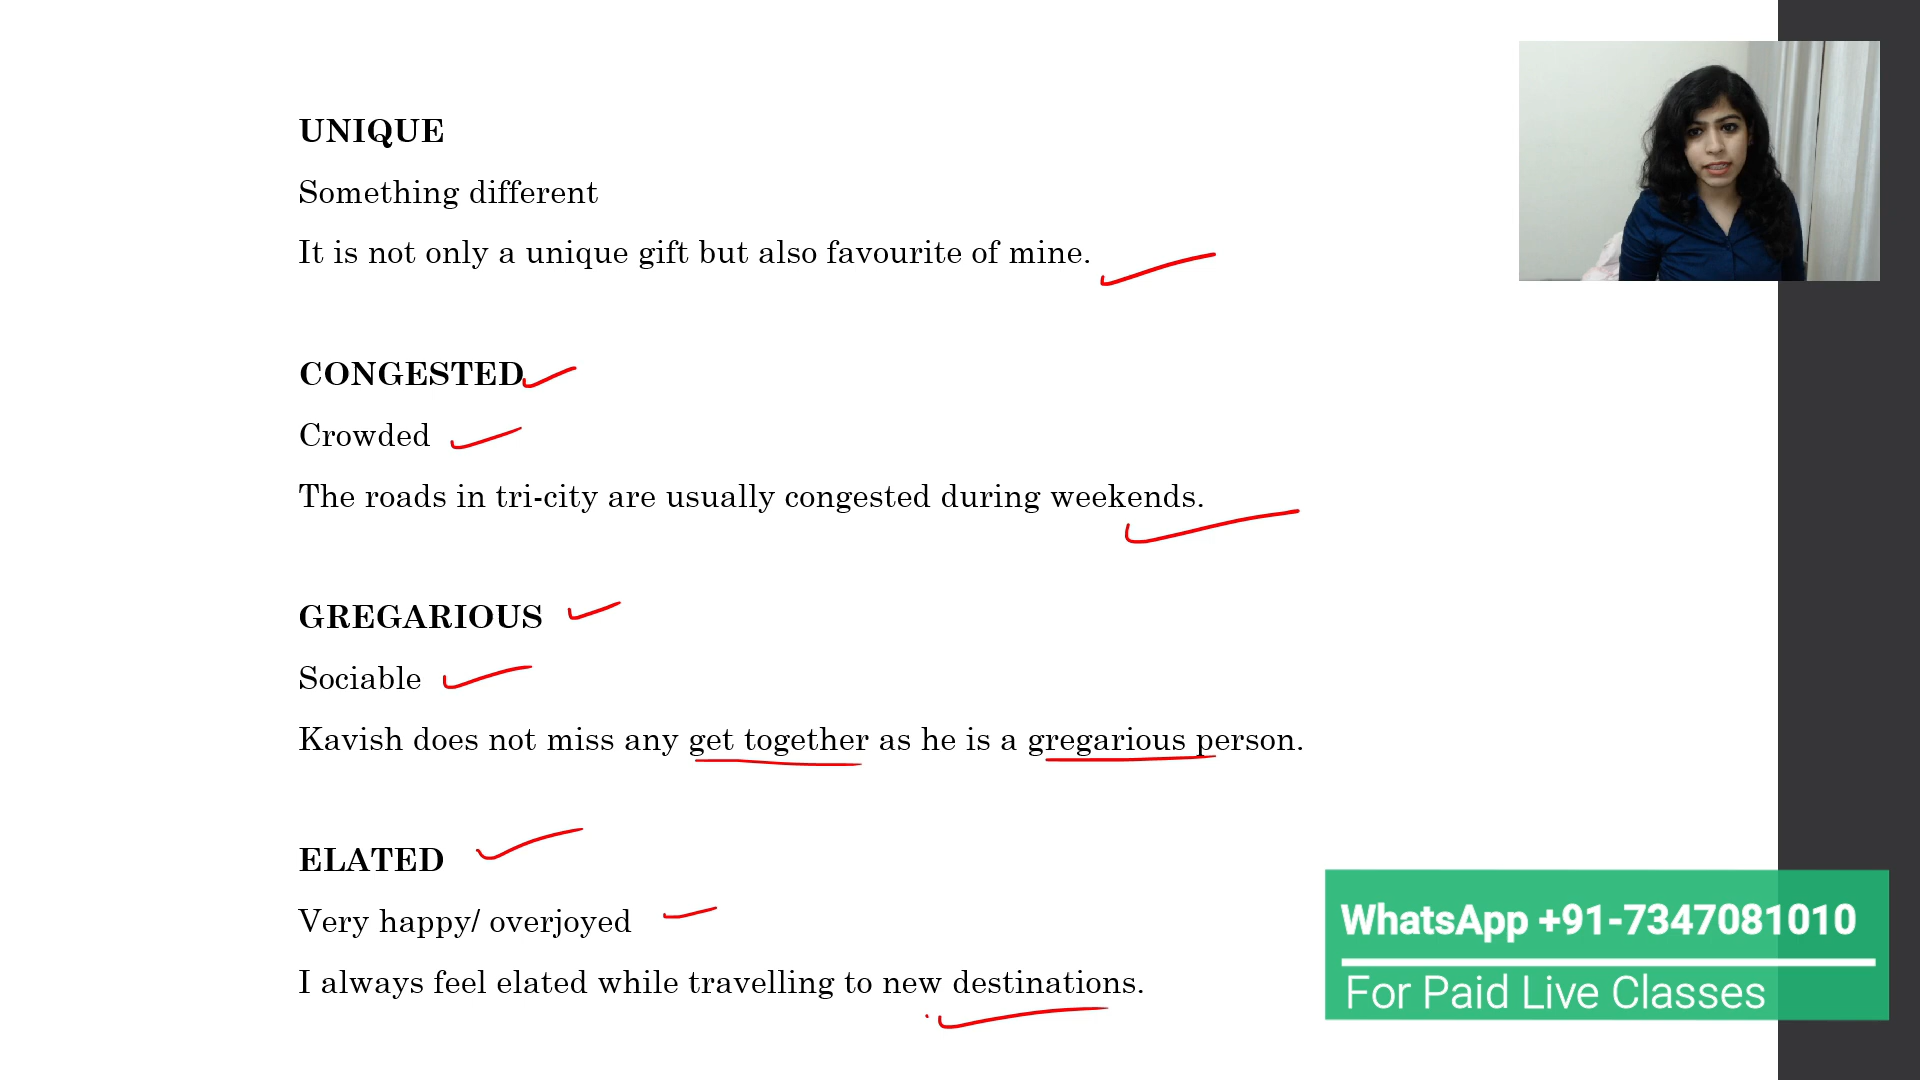 UNIQUE
Something different
It is not only a unique gift but also favourite of mine.
CONGESTED
Crowded
The roads in tri-city are usually congested during weekends.
GREGARIOUS
Sociable
Kavish does not miss any get together as he is a gregarious person.
ELATED
Very happy/ overjoyed
I always feel elated while travelling to new destinations.
WhatsApp +91-7347081010
For Paid Live Classes